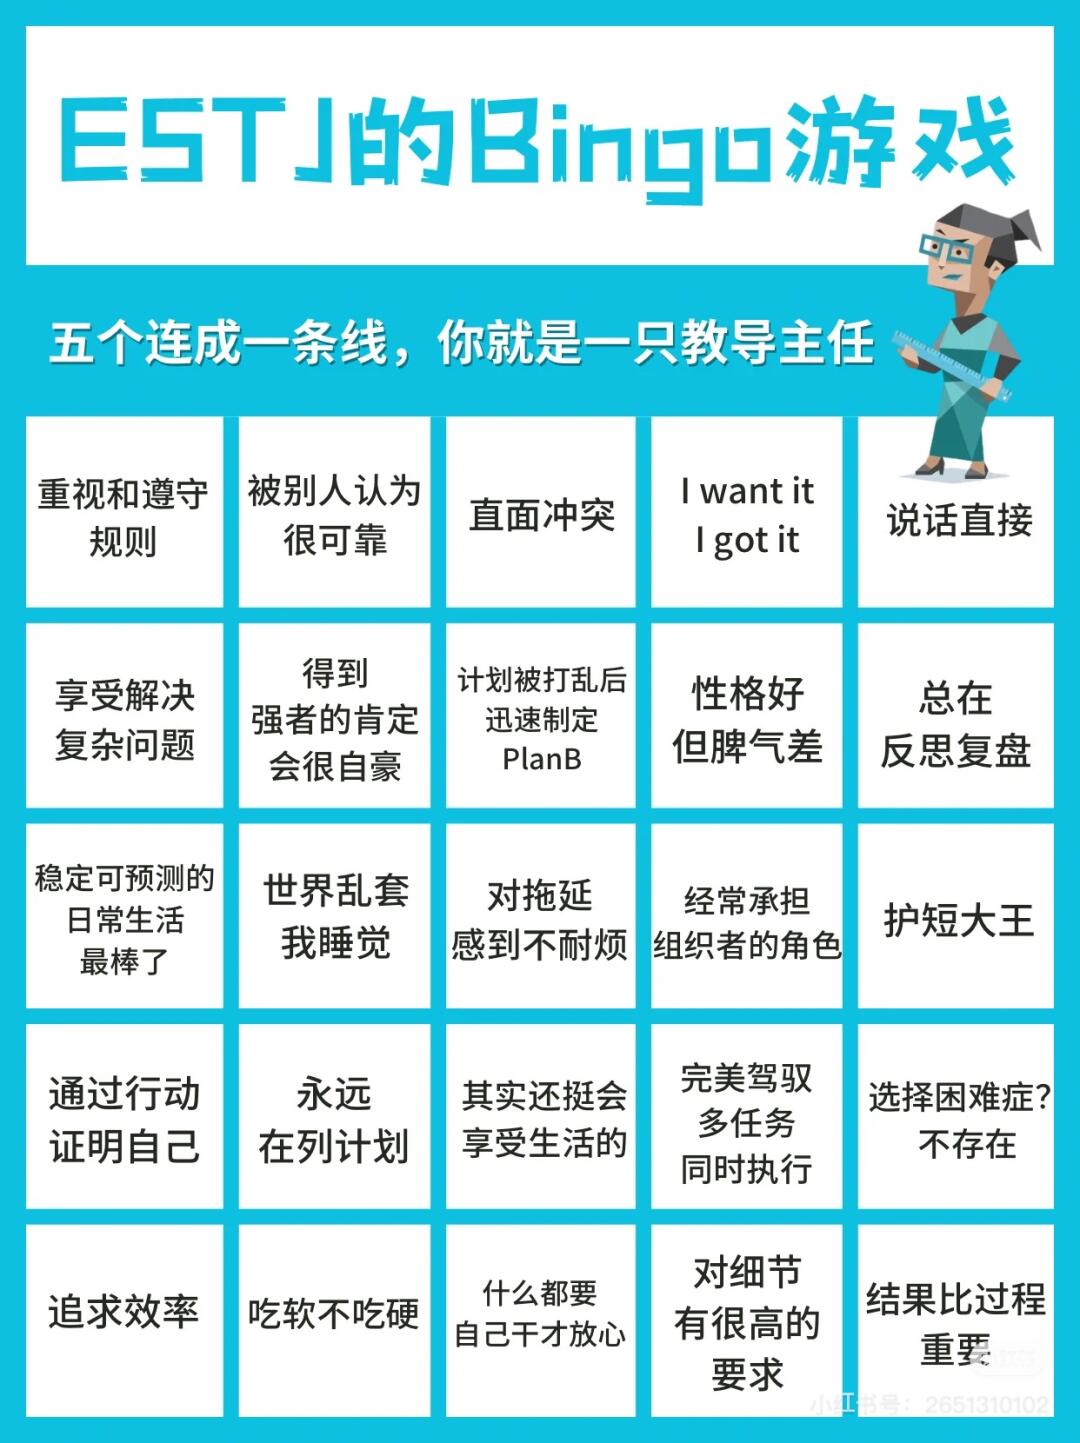 ESTJ的Bingo游戏
五个连成一条线，你就是一只教导主任
重视和遵守
规则
被别人认为
很可靠
直面冲突
I want it
I got it
说话直接
享受解决
复杂问题
得到
强者的肯定
会很自豪
计划被打乱后
迅速制定
PlanB
性格好
但脾气差
总在
反思复盘
稳定可预测的
日常生活
最棒了
世界乱套
我睡觉
对拖延
感到不耐烦
经常承担
组织者的角色
护短大王
通过行动
证明自己
永远
在列计划
其实还挺会
享受生活的
完美驾驭
多任务
同时执行
选择困难症？
不存在
追求效率
吃软不吃硬
什么都要
自己干才放心
对细节
有很高的
要求
结果比过程
重要
小红书号：2651310102